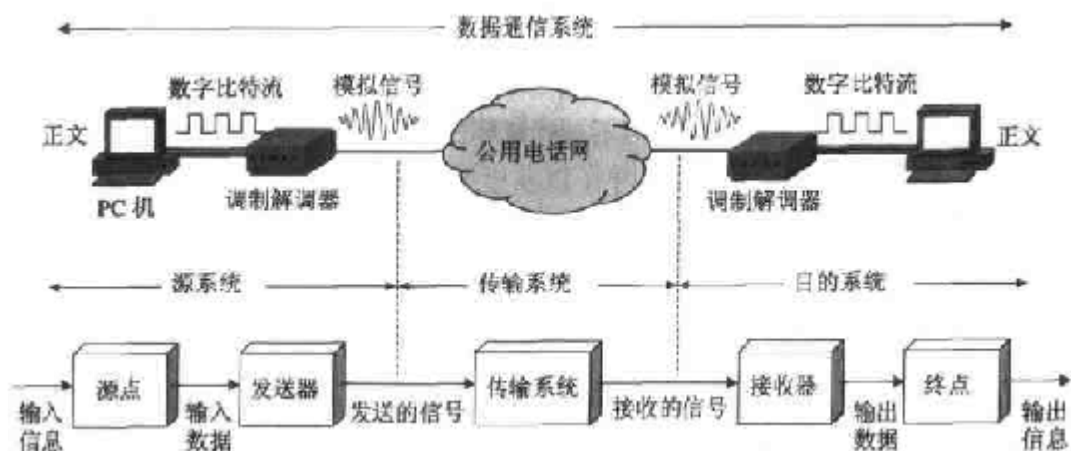 数据通信系统
数字比特流
模拟信号
模拟信号
数字比特流
正文
公用电话网
正文
PC 机
调制解调器
调制解调器
源系统
传输系统
目的系统
源点
发送器
传输系统
接收器
终点
输入
信息
输入
数据
发送的信号
接收的信号
输出
数据
输出
信息